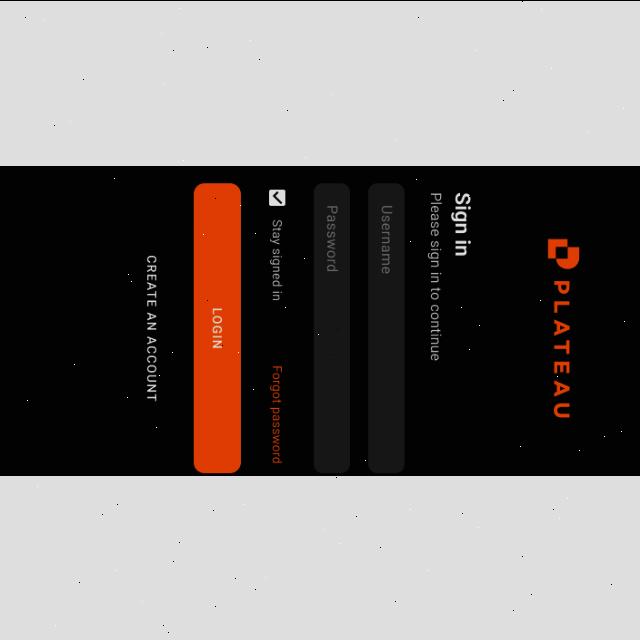 PLATEAU
Sign in
Please sign in to continue
Username
Password
Stay signed in
Forgot password
LOGIN
CREATE AN ACCOUNT